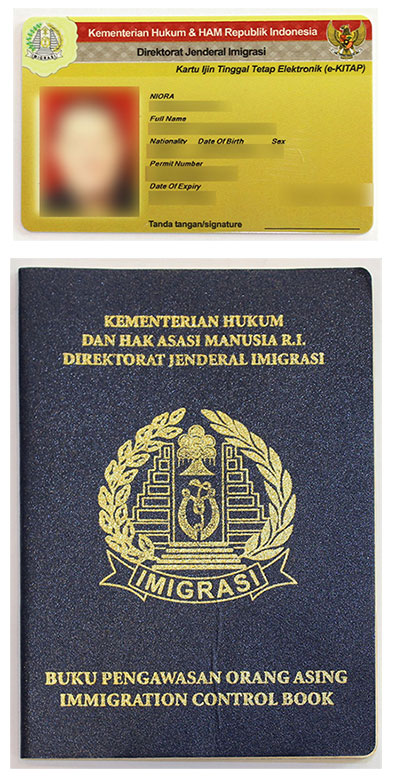 Kementerian Hukum & HAM Republik Indonesia
Direktorat Jenderal Imigrasi
IMIGRASI
Kartu Ijin Tinggal Tetap Elektronik (e-KITAP)
NIORA
Full Name
Nationality Date Of Birth Sex
Permit Number
Date Of Expiry
Tanda tangan/signature
KEMENTERIAN HUKUM
DAN HAK ASASI MANUSIA R.I.
DIREKTORAT JENDERAL IMIGRASI
IMIGRASI
BUKU PENGAWASAN ORANG ASING
IMMIGRATION CONTROL BOOK